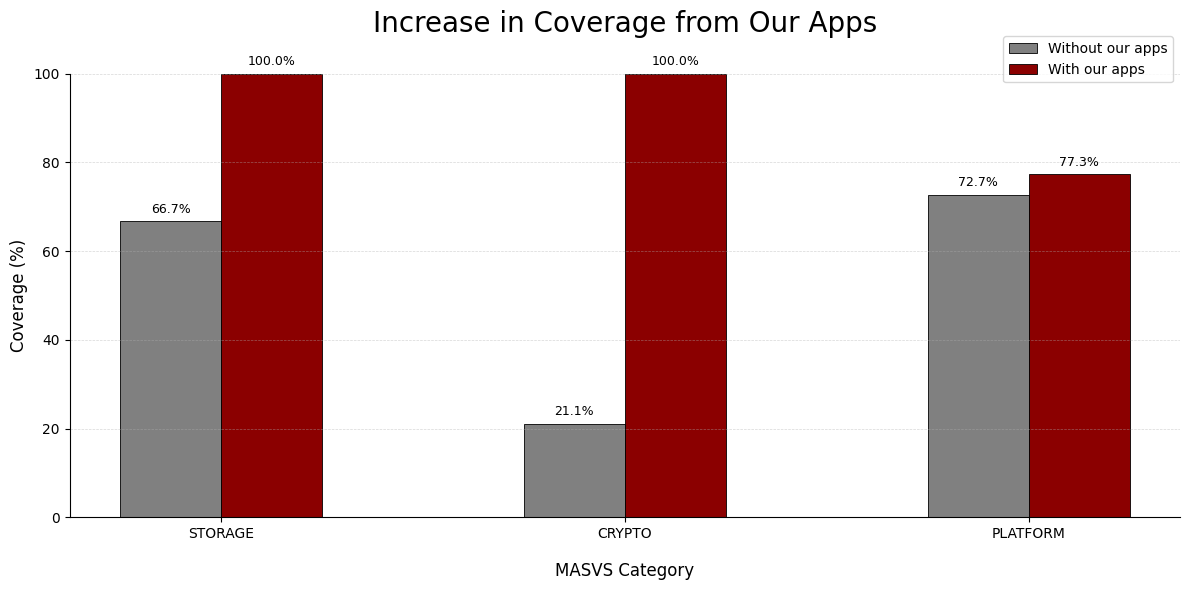 Increase in Coverage from Our Apps
Without our apps
With our apps
Coverage (%)
100
80
60
40
20
0
66.7%
100.0%
21.1%
100.0%
72.7%
77.3%
STORAGE
CRYPTO
PLATFORM
MASVS Category